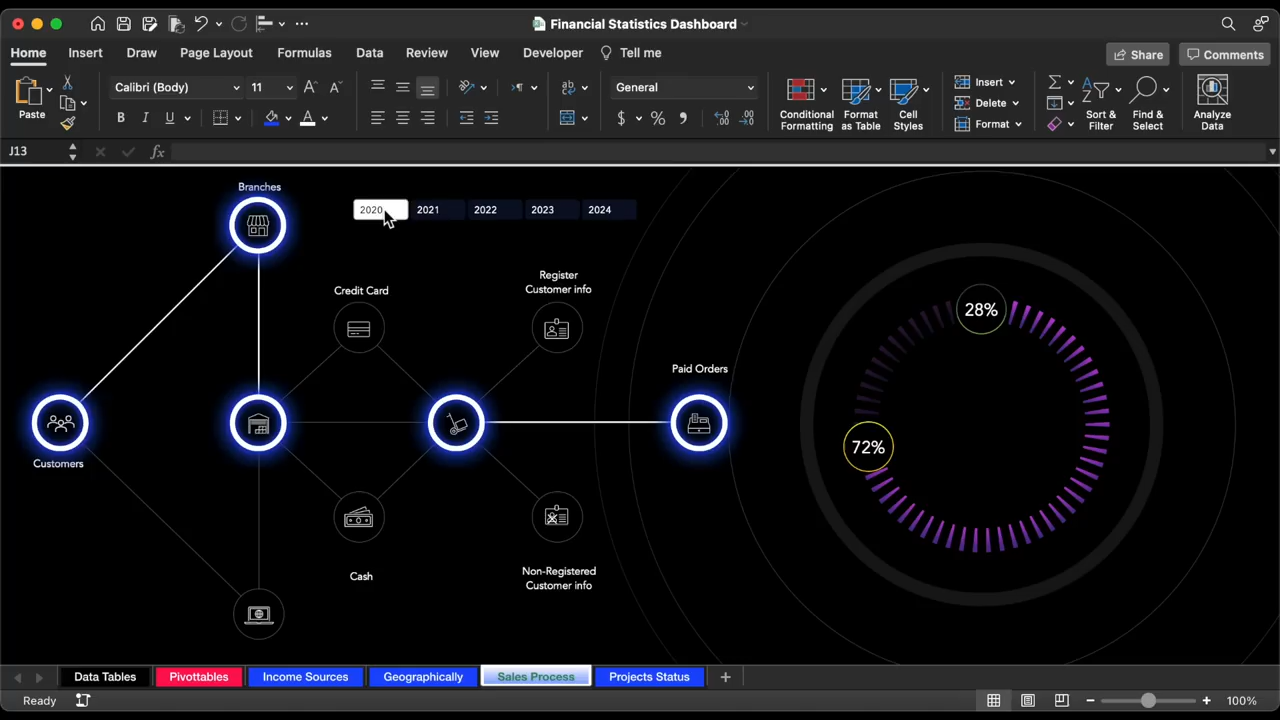 Financial Statistics Dashboard
Home Insert Draw Page Layout Formulas Data Review View Developer Tell me
Share Comments
Paste
Calibri (Body) 11
B I U
General
$ %
Conditional Formatting
Format as Table
Cell Styles
Insert
Delete
Format
Sort & Filter
Find & Select
Analyze Data
J13
fx
Branches
2020 2021 2022 2023 2024
Credit Card
Register
Customer info
Paid Orders
28%
72%
Customers
Cash
Non-Registered
Customer info
Data Tables Pivottables Income Sources Geographically Sales Process Projects Status
Ready
100%